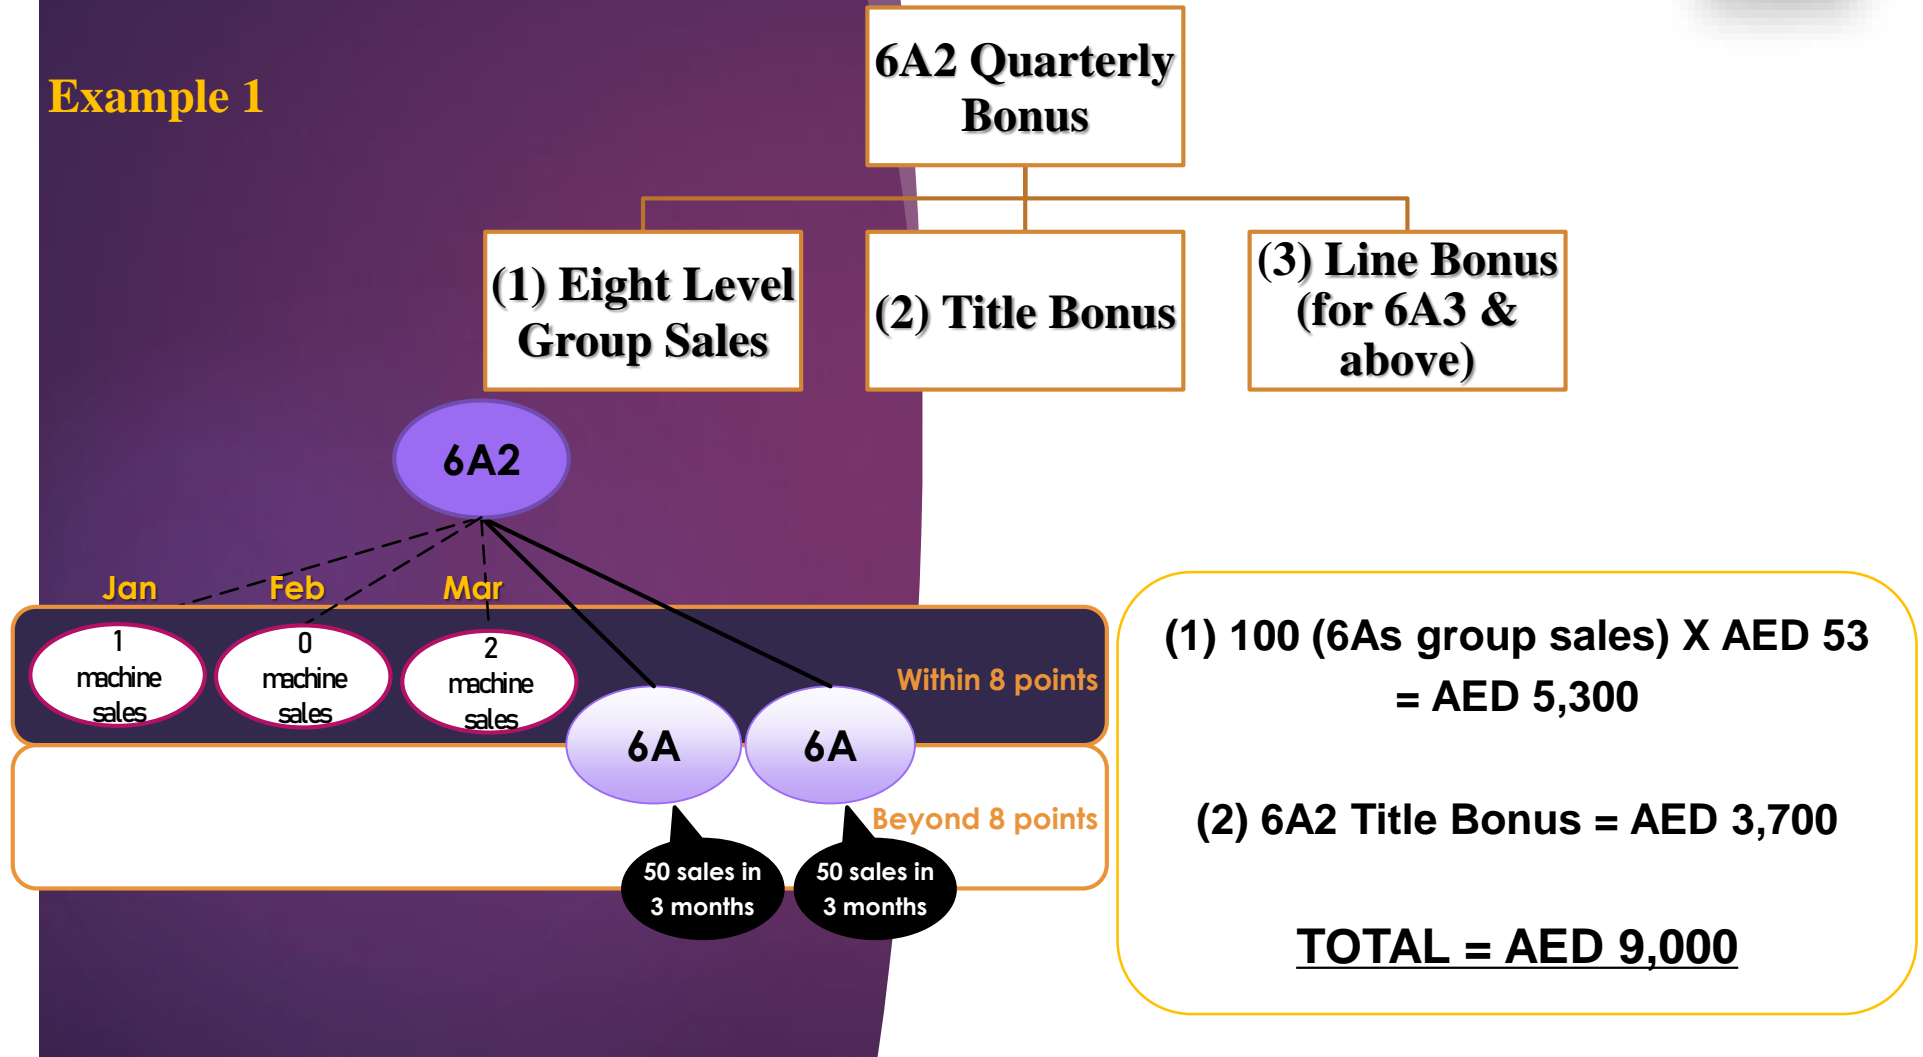 Example 1
6A2 Quarterly
Bonus
(1) Eight Level
Group Sales
(2) Title Bonus
(3) Line Bonus
(for 6A3 &
above)
6A2
Jan
Feb
Mar
1
machine
sales
0
machine
sales
2
machine
sales
Within 8 points
6A
6A
Beyond 8 points
50 sales in
3 months
50 sales in
3 months
(1) 100 (6As group sales) X AED 53
= AED 5,300
(2) 6A2 Title Bonus = AED 3,700
TOTAL = AED 9,000